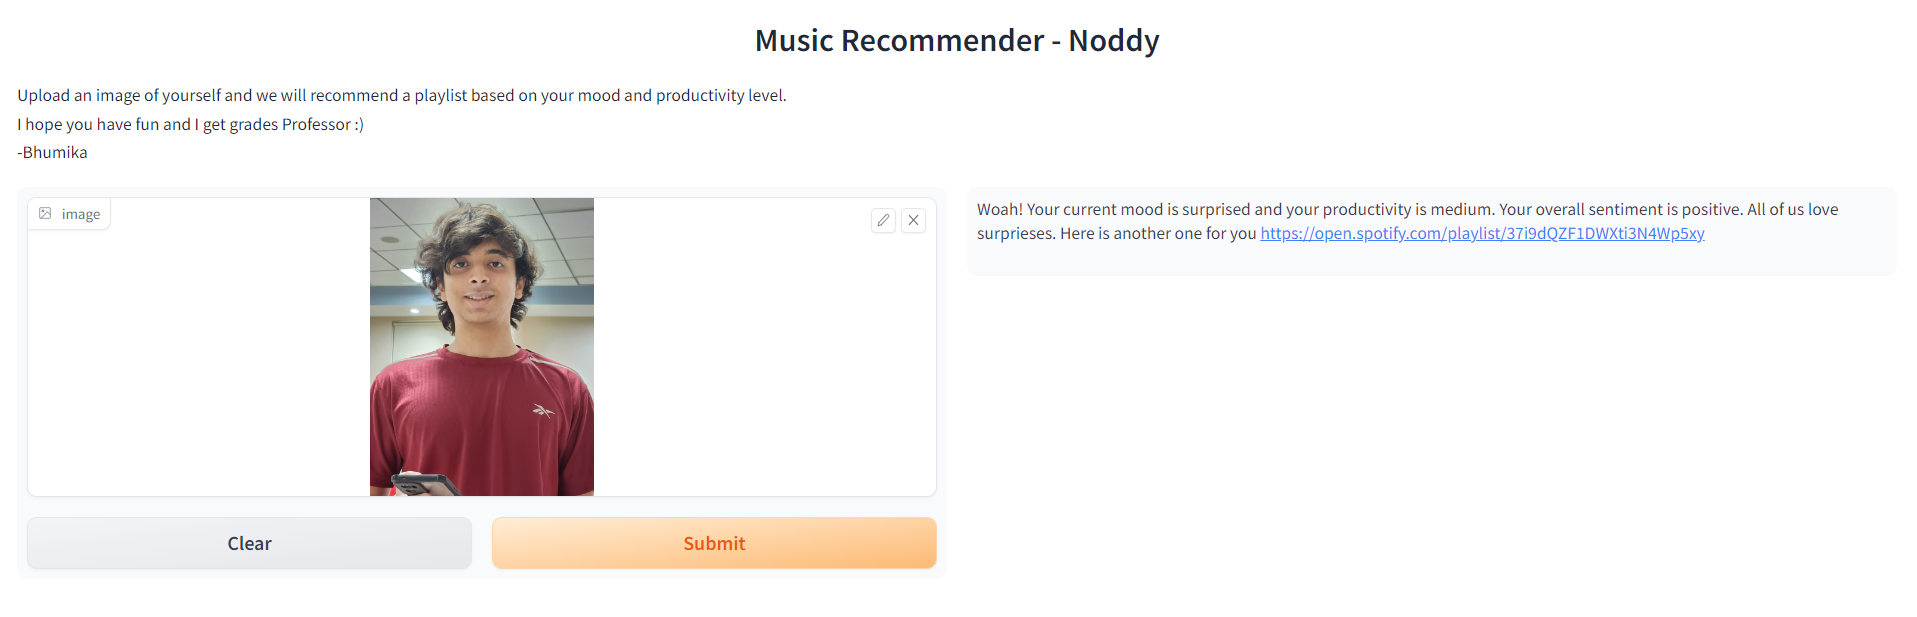 Music Recommender - Noddy
Upload an image of yourself and we will recommend a playlist based on your mood and productivity level.
I hope you have fun and I get grades Professor :)
-Bhumika
image
Woah! Your current mood is surprised and your productivity is medium. Your overall sentiment is positive. All of us love
surprieses. Here is another one for you https://open.spotify.com/playlist/37i9dQZF1DWXti3N4Wp5xy
Clear
Submit